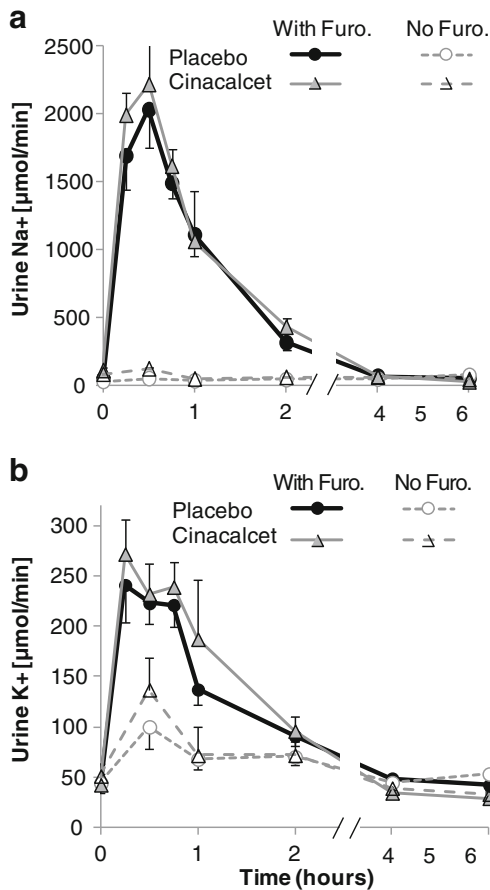 a
With Furo. No Furo.
Placebo
Cinacalcet
Urine Na+ [µmol/min]
2500
2000
1500
1000
500
0
0 1 2 // 4 5 6
b
With Furo. No Furo.
Placebo
Cinacalcet
Urine K+ [µmol/min]
300
250
200
150
100
50
0
0 1 2 // 4 5 6
Time (hours)